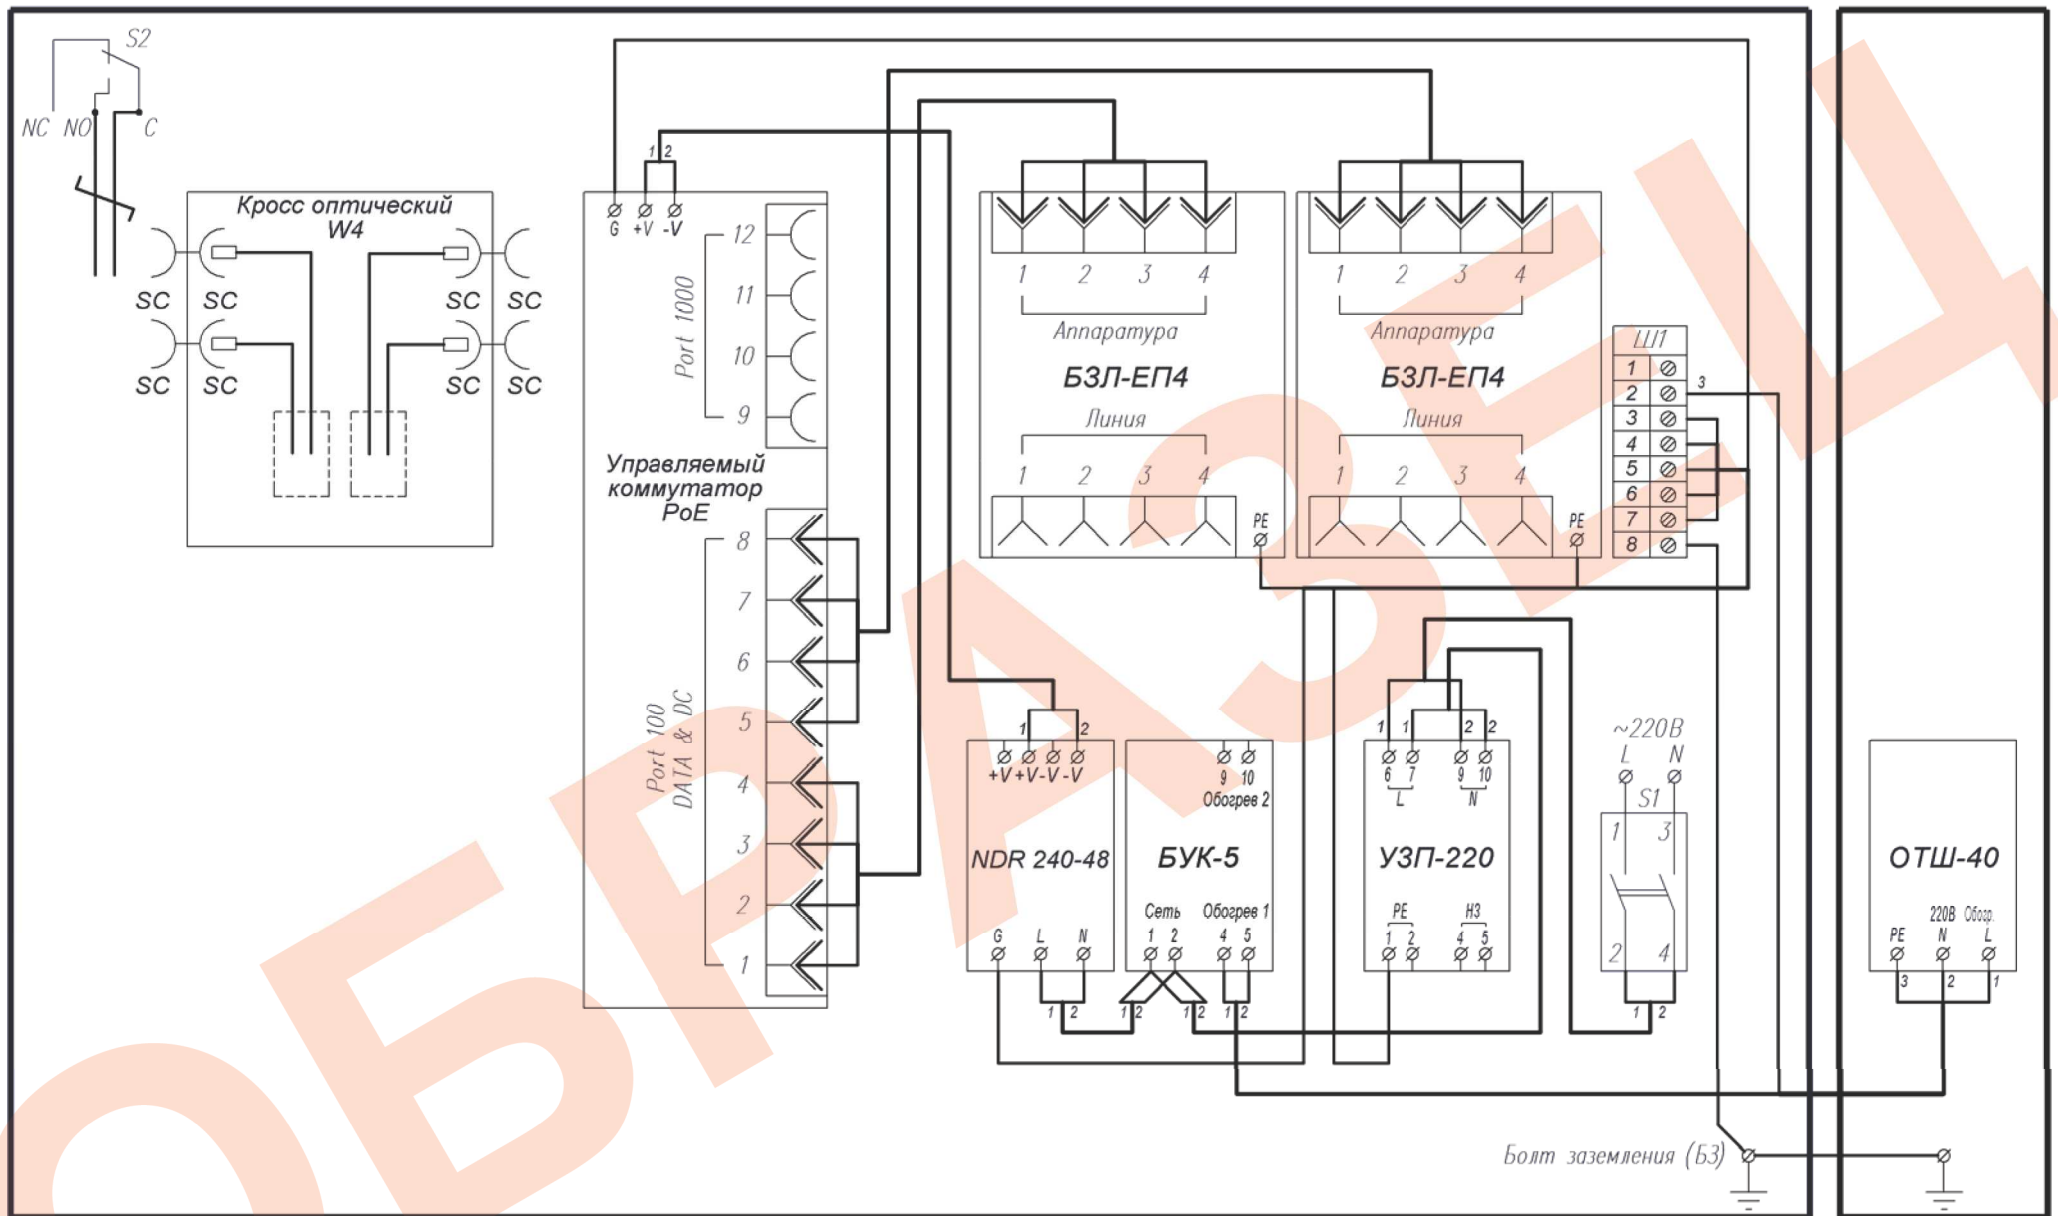 S2
NC NO C
Кросс оптический
W4
SC SC SC SC
SC SC SC SC
1 2
G +V -V
12
11
10
9
Port 1000
Управляемый
коммутатор
PoE
8
7
6
5
4
3
2
1
Port 100
DATA & DC
1 2 3 4
Аппаратура
БЗЛ-ЕП4
Линия
1 2 3 4
PE
1 2 3 4
Аппаратура
БЗЛ-ЕП4
Линия
1 2 3 4
PE
Ш1
1
2 3
3
4
5
6
7
8
1 2
+V +V -V -V
NDR 240-48
G L N
1 2
9 10
Обогрев 2
БУК-5
Сеть Обогрев 1
1 2 4 5
1 2 1 2 1 2
1 1 2 2
6 7 9 10
L N
УЗП-220
PE НЗ
1 2 4 5
~220В
L N
S1
1 3
2 4
1 2
ОТШ-40
220В Обогр.
PE N L
3 2 1
Болт заземления (БЗ)
ОБРАЗЕЦ